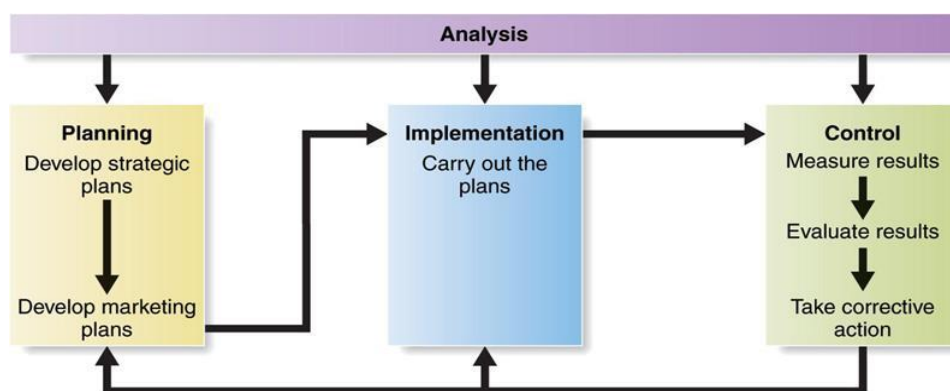 Analysis
Planning
Develop strategic
plans
Develop marketing
plans
Implementation
Carry out the
plans
Control
Measure results
Evaluate results
Take corrective
action